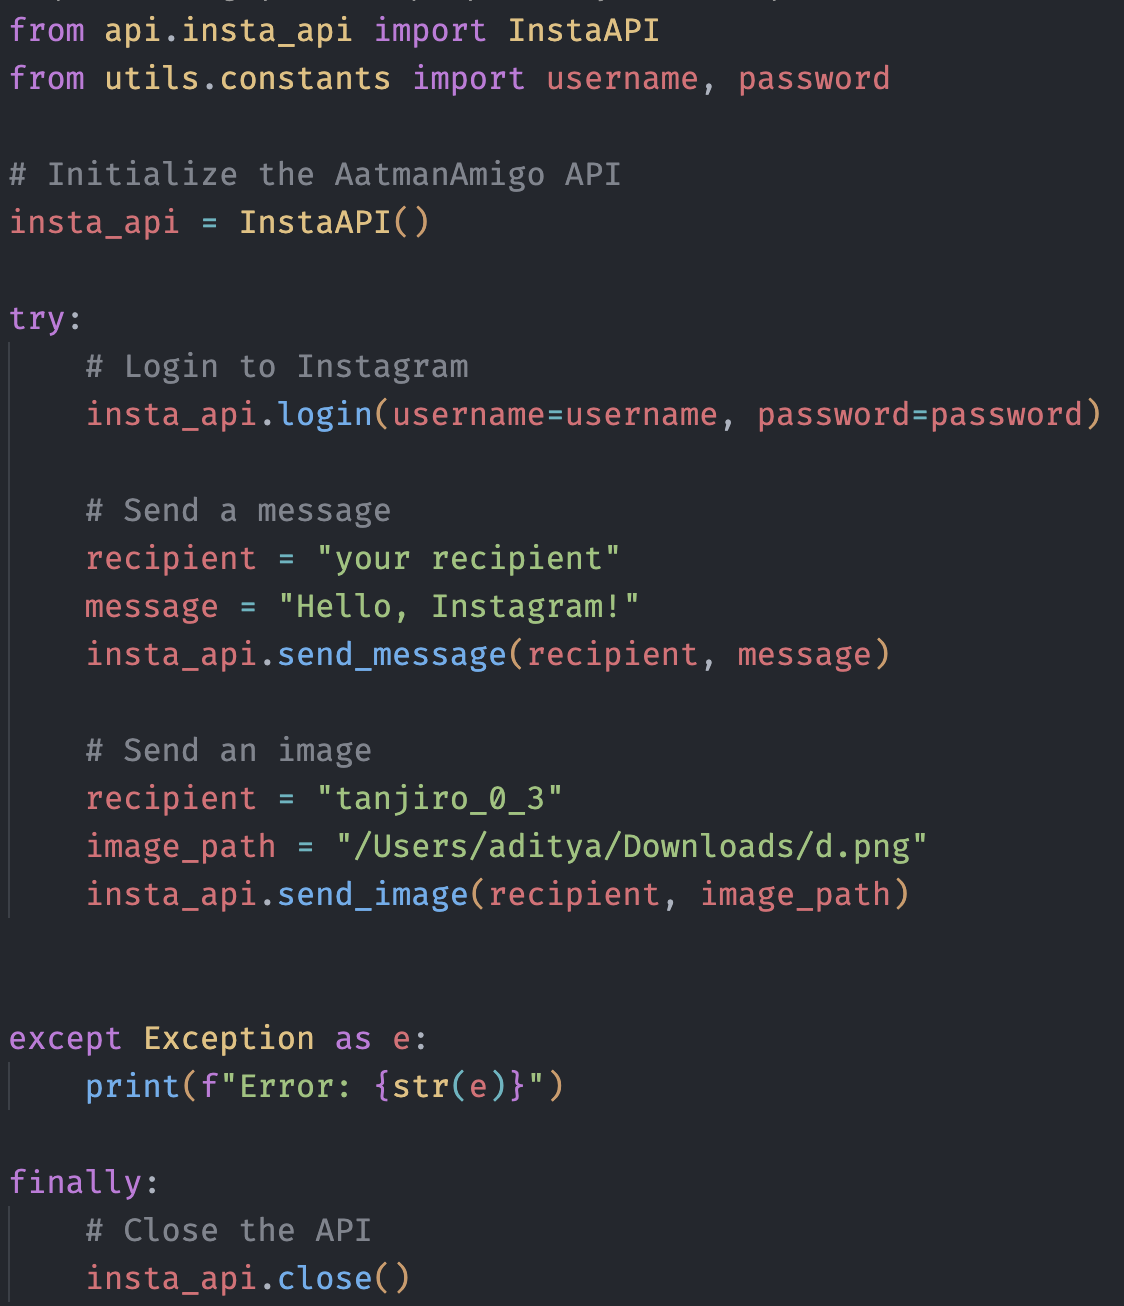 from api.insta_api import InstaAPI
from utils.constants import username, password

# Initialize the AatmanAmigo API
insta_api = InstaAPI()

try:
    # Login to Instagram
    insta_api.login(username=username, password=password)

    # Send a message
    recipient = "your recipient"
    message = "Hello, Instagram!"
    insta_api.send_message(recipient, message)

    # Send an image
    recipient = "tanjiro_0_3"
    image_path = "/Users/aditya/Downloads/d.png"
    insta_api.send_image(recipient, image_path)


except Exception as e:
    print(f"Error: {str(e)}")

finally:
    # Close the API
    insta_api.close()